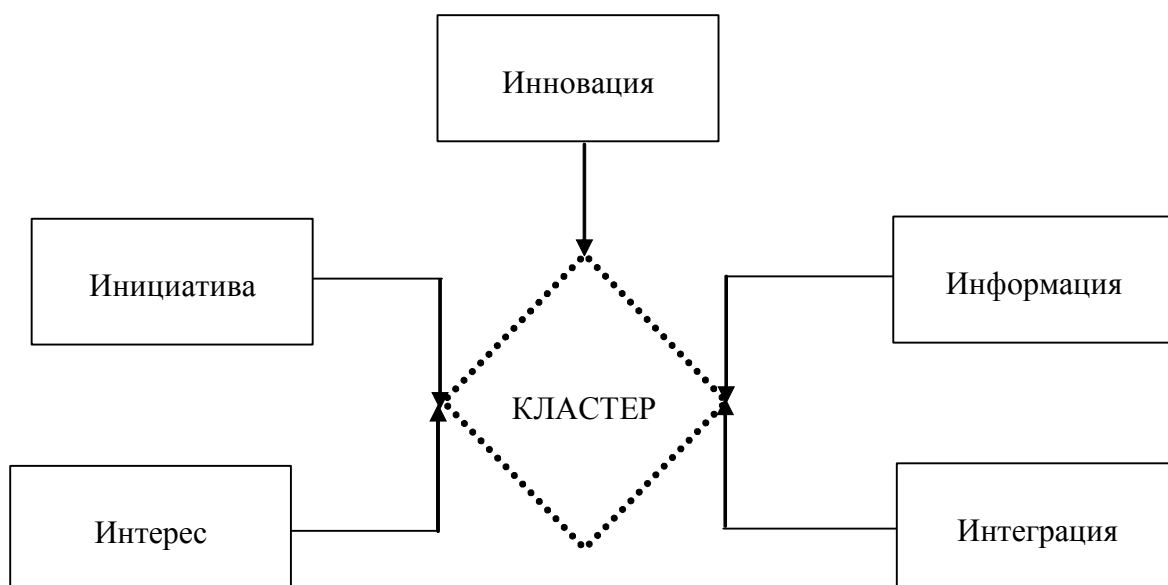 Инновация
Инициатива
Информация
КЛАСТЕР
Интерес
Интеграция